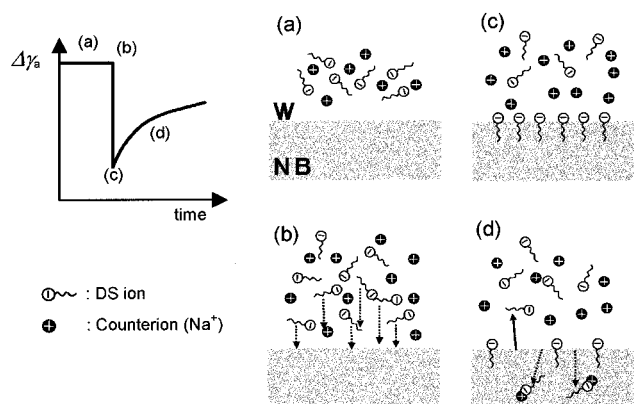 (a)
(b)
Δγa
(d)
(c)
time
: DS ion
: Counterion (Na+)
(a)
W
NB
(c)
(b)
(d)